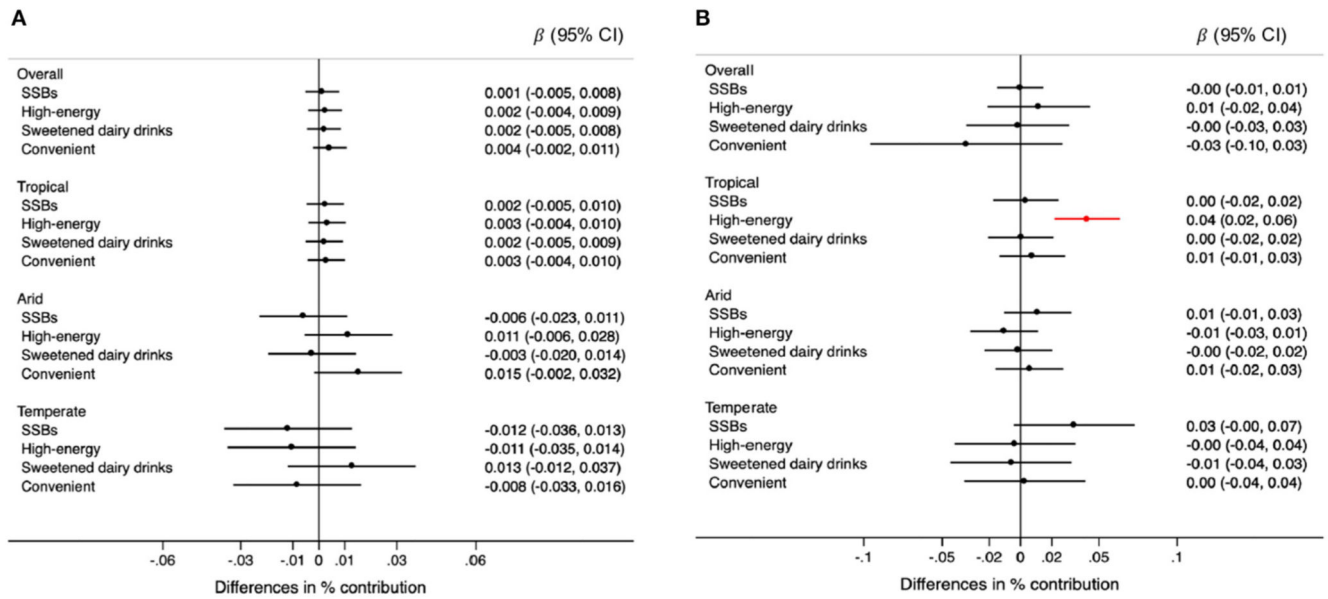 A
β (95% CI)
Overall
SSBs 0.001 (-0.005, 0.008)
High-energy 0.002 (-0.004, 0.009)
Sweetened dairy drinks 0.002 (-0.005, 0.008)
Convenient 0.004 (-0.002, 0.011)
Tropical
SSBs 0.002 (-0.005, 0.010)
High-energy 0.003 (-0.004, 0.010)
Sweetened dairy drinks 0.002 (-0.005, 0.009)
Convenient 0.003 (-0.004, 0.010)
Arid
SSBs -0.006 (-0.023, 0.011)
High-energy 0.011 (-0.006, 0.028)
Sweetened dairy drinks -0.003 (-0.020, 0.014)
Convenient 0.015 (-0.002, 0.032)
Temperate
SSBs -0.012 (-0.036, 0.013)
High-energy -0.011 (-0.035, 0.014)
Sweetened dairy drinks 0.013 (-0.012, 0.037)
Convenient -0.008 (-0.033, 0.016)
-.06 -.03 -.01 0 .01 .03 .06
Differences in % contribution
B
β (95% CI)
Overall
SSBs -0.00 (-0.01, 0.01)
High-energy 0.01 (-0.02, 0.04)
Sweetened dairy drinks -0.00 (-0.03, 0.03)
Convenient -0.03 (-0.10, 0.03)
Tropical
SSBs 0.00 (-0.02, 0.02)
High-energy 0.04 (0.02, 0.06)
Sweetened dairy drinks 0.00 (-0.02, 0.02)
Convenient 0.01 (-0.01, 0.03)
Arid
SSBs 0.01 (-0.01, 0.03)
High-energy -0.01 (-0.03, 0.01)
Sweetened dairy drinks -0.00 (-0.02, 0.02)
Convenient 0.01 (-0.02, 0.03)
Temperate
SSBs 0.03 (-0.00, 0.07)
High-energy -0.00 (-0.04, 0.04)
Sweetened dairy drinks -0.01 (-0.04, 0.03)
Convenient 0.00 (-0.04, 0.04)
-.1 -.05 -.02 0 .02 .05 .1
Differences in % contribution